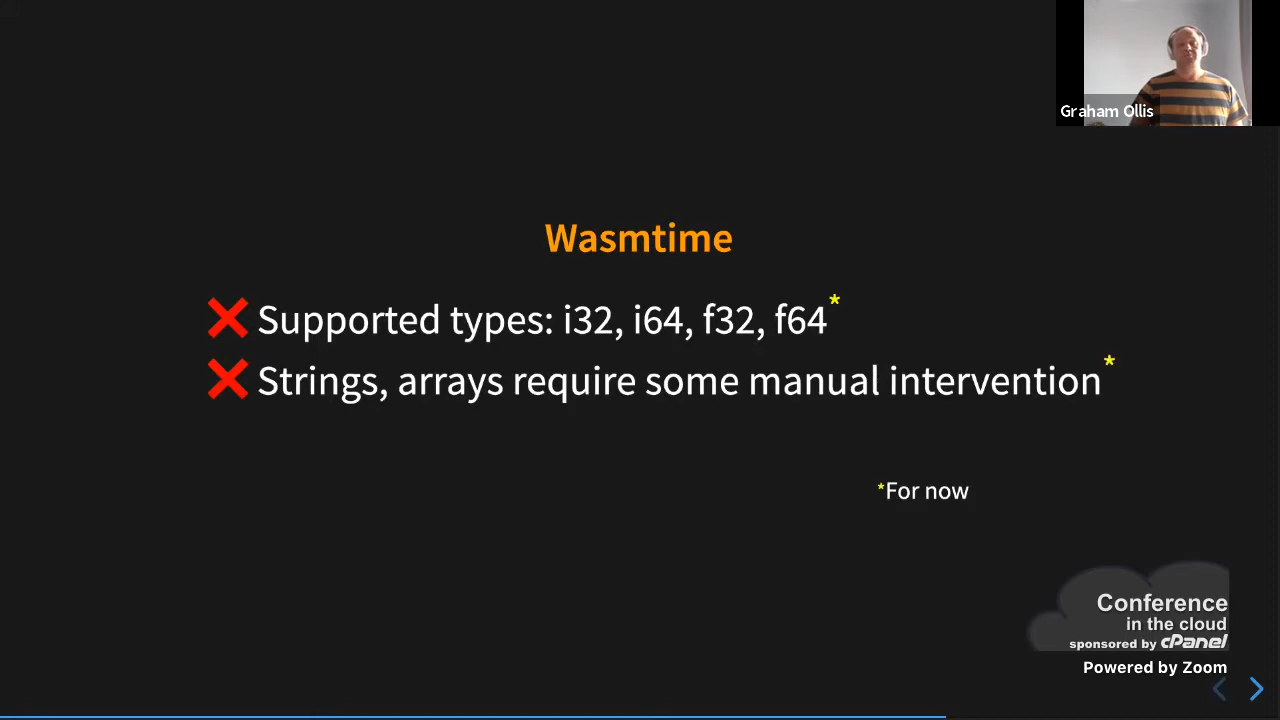 Graham Ollis
Wasmtime
❌ Supported types: i32, i64, f32, f64*
❌ Strings, arrays require some manual intervention*
*For now
Conference
in the cloud
sponsored by cPanel
Powered by Zoom